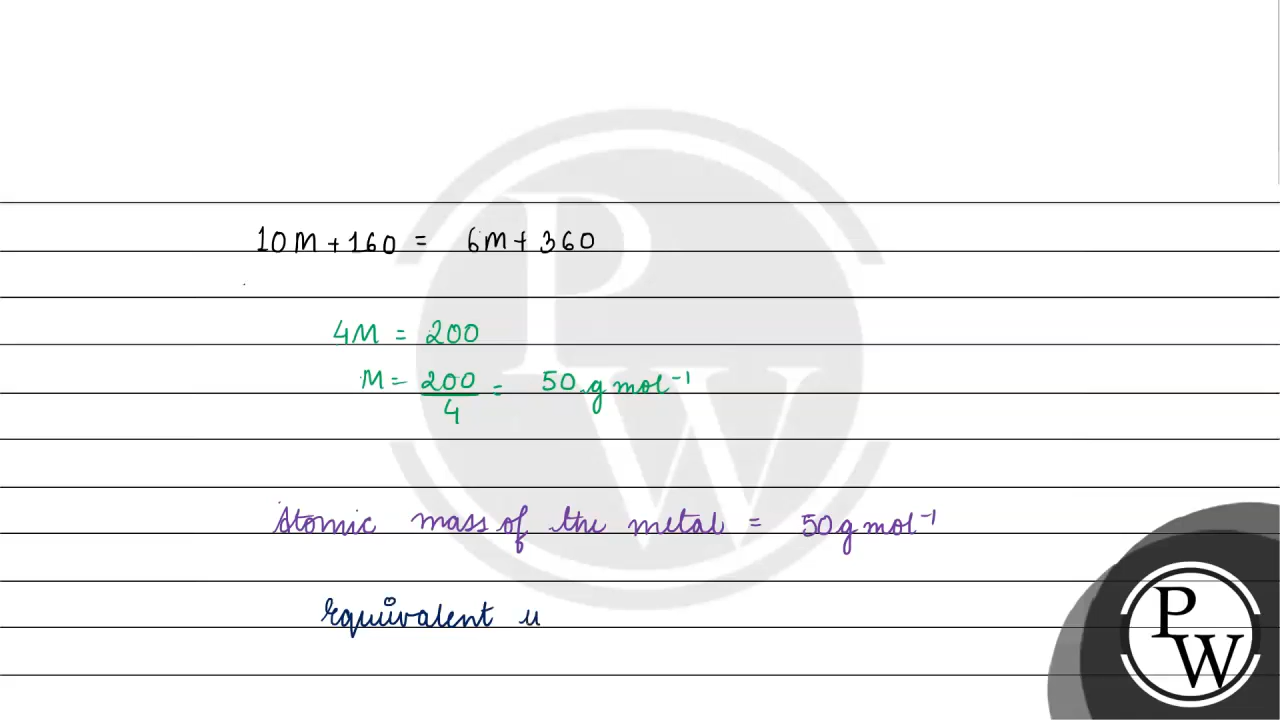 10M + 160 = 6M + 360
4M = 200
M = 200/4 = 50 g mol⁻¹
Atomic mass of the metal = 50 g mol⁻¹
Equivalent
P
W
P
W